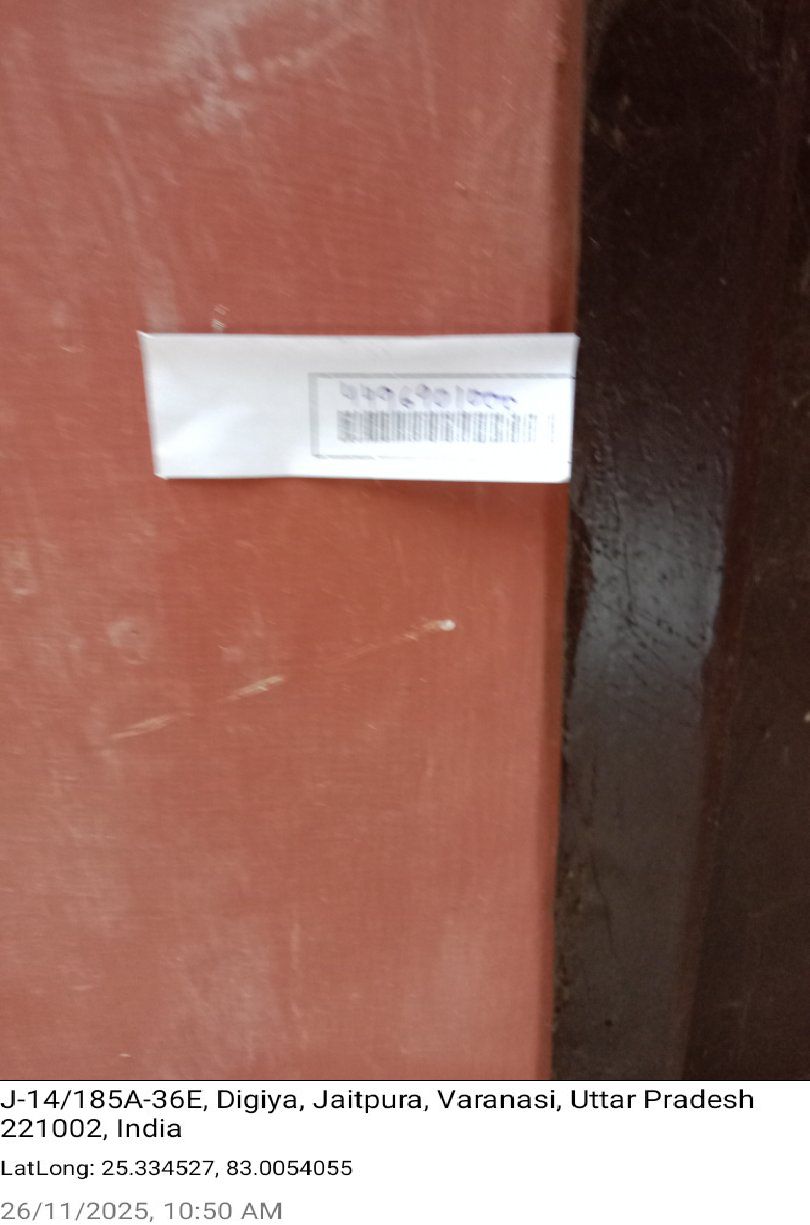 J-14/185A-36E, Digiya, Jaitpura, Varanasi, Uttar Pradesh
221002, India
LatLong: 25.334527, 83.0054055
26/11/2025, 10:50 AM